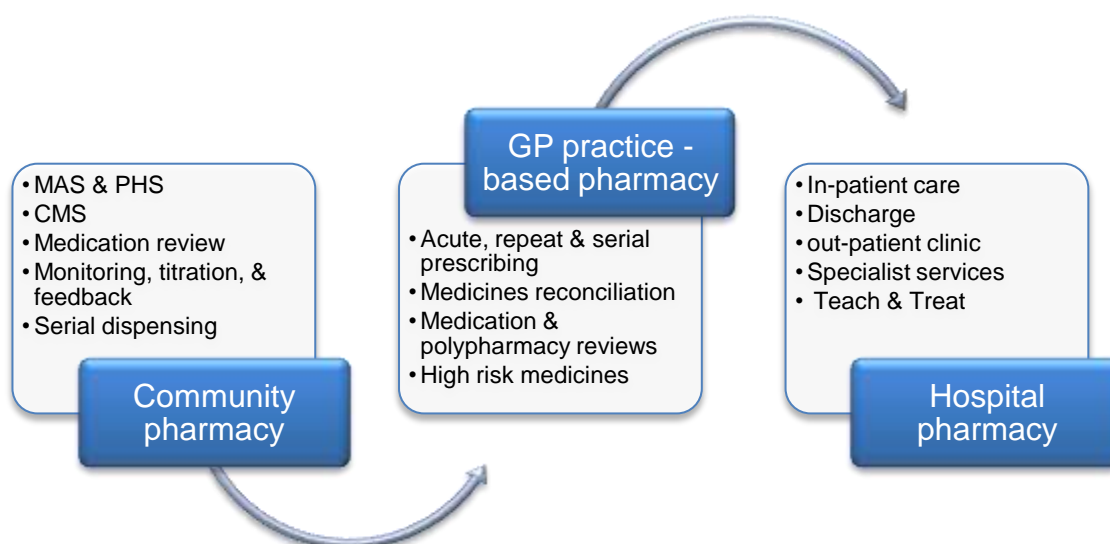 • MAS & PHS
• CMS
• Medication review
• Monitoring, titration, &
feedback
• Serial dispensing
Community
pharmacy
GP practice -
based pharmacy
• Acute, repeat & serial
prescribing
• Medicines reconciliation
• Medication &
polypharmacy reviews
• High risk medicines
• In-patient care
• Discharge
• out-patient clinic
• Specialist services
• Teach & Treat
Hospital
pharmacy